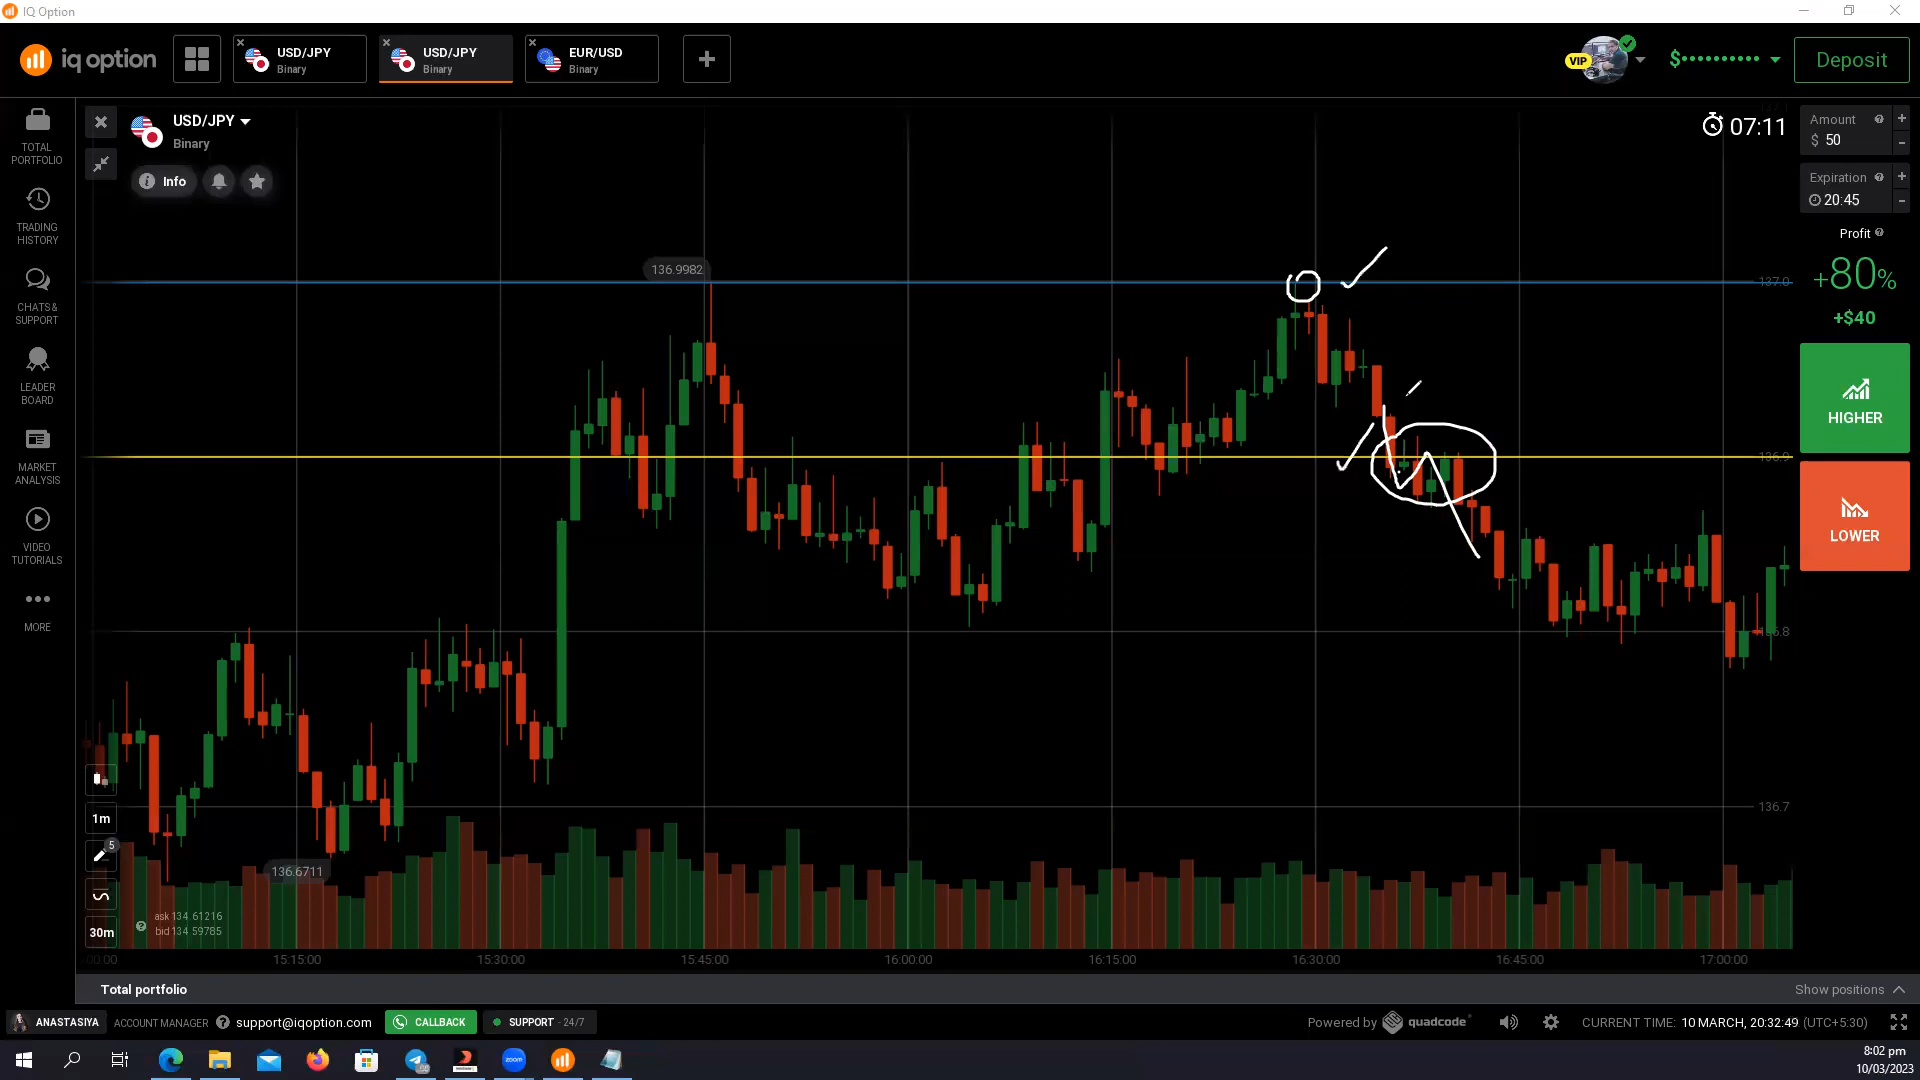 IQ Option
iq option
USD/JPY
Binary
USD/JPY
Binary
EUR/USD
Binary
VIP
$••••••••••
Deposit
TOTAL
PORTFOLIO
TRADING
HISTORY
CHATS &
SUPPORT
LEADER
BOARD
MARKET
ANALYSIS
VIDEO
TUTORIALS
MORE
USD/JPY
Binary
Info
07:11
Amount
$ 50
Expiration
20:45
Profit
+80%
+$40
HIGHER
LOWER
136.9982
137.0
136.9
136.8
136.7
136.6711
1m
5
30m
ask 134 61216
bid 134 59785
:00:00
15:15:00
15:30:00
15:45:00
16:00:00
16:15:00
16:30:00
16:45:00
17:00:00
Total portfolio
Show positions
ANASTASIYA
ACCOUNT MANAGER
support@iqoption.com
CALLBACK
SUPPORT - 24/7
Powered by quadcode
CURRENT TIME: 10 MARCH, 20:32:49 (UTC+5:30)
zoom
8:02 pm
10/03/2023